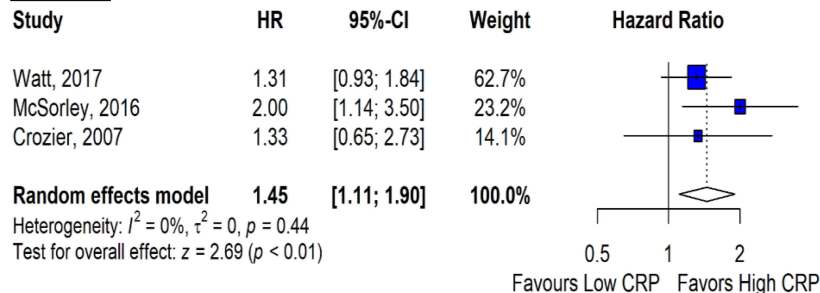 Study HR 95%-CI Weight Hazard Ratio
Watt, 2017 1.31 [0.93; 1.84] 62.7%
McSorley, 2016 2.00 [1.14; 3.50] 23.2%
Crozier, 2007 1.33 [0.65; 2.73] 14.1%
Random effects model 1.45 [1.11; 1.90] 100.0%
Heterogeneity: I² = 0%, τ² = 0, p = 0.44
Test for overall effect: z = 2.69 (p < 0.01)
0.5 1 2
Favours Low CRP Favors High CRP